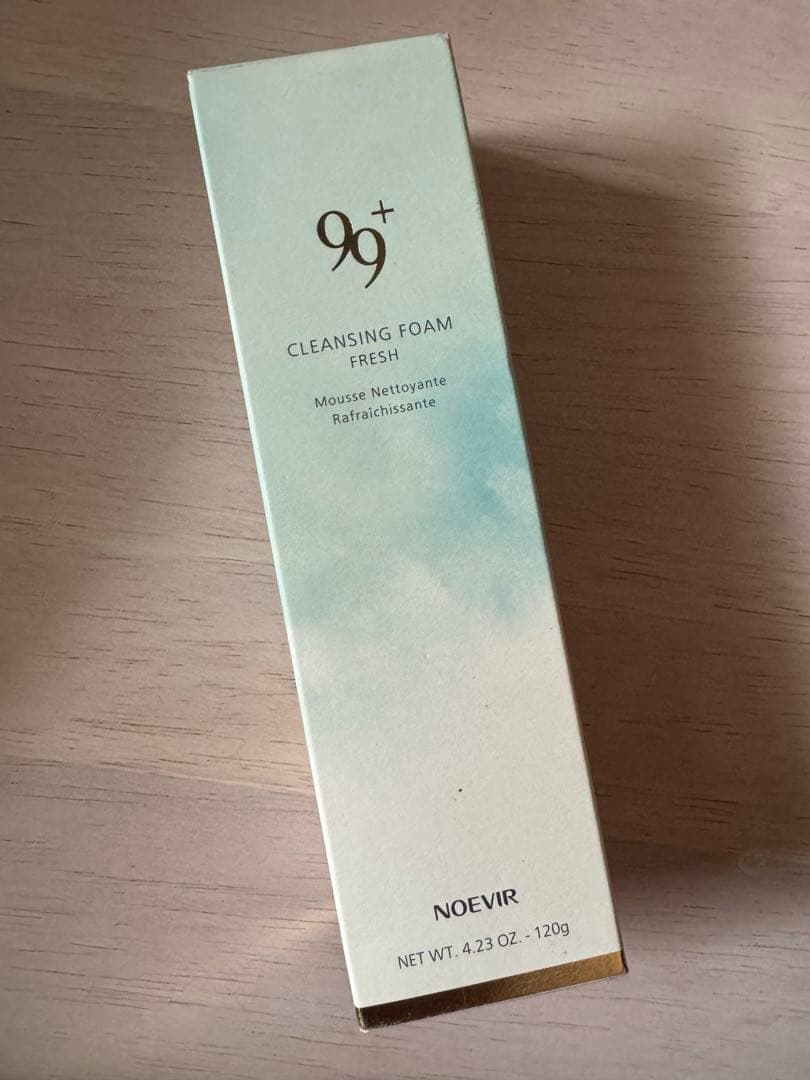 99+
CLEANSING FOAM
FRESH
Mousse Nettoyante
Rafraîchissante
NOEVIR
NET WT. 4.23 OZ. - 120g